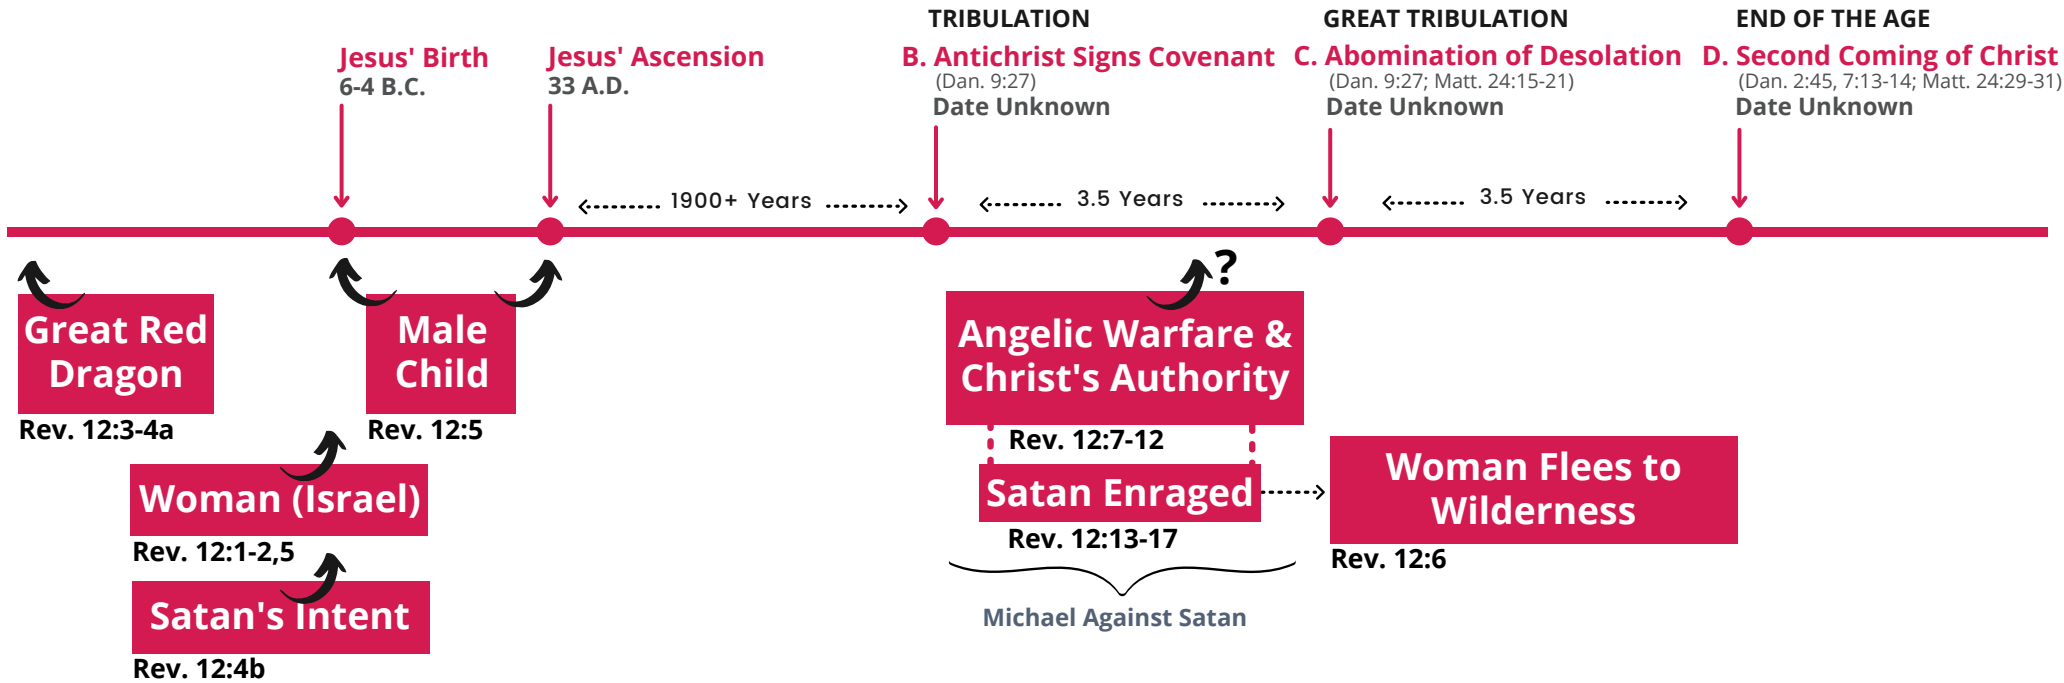 TRIBULATION
GREAT TRIBULATION
END OF THE AGE
Jesus' Birth
6-4 B.C.
Jesus' Ascension
33 A.D.
B. Antichrist Signs Covenant
(Dan. 9:27)
Date Unknown
C. Abomination of Desolation
(Dan. 9:27; Matt. 24:15-21)
Date Unknown
D. Second Coming of Christ
(Dan. 2:45, 7:13-14; Matt. 24:29-31)
Date Unknown
1900+ Years
3.5 Years
3.5 Years
Great Red
Dragon
Rev. 12:3-4a
Male
Child
Rev. 12:5
Woman (Israel)
Rev. 12:1-2,5
Satan's Intent
Rev. 12:4b
?
Angelic Warfare &
Christ's Authority
Rev. 12:7-12
Satan Enraged
Rev. 12:13-17
Michael Against Satan
Woman Flees to
Wilderness
Rev. 12:6